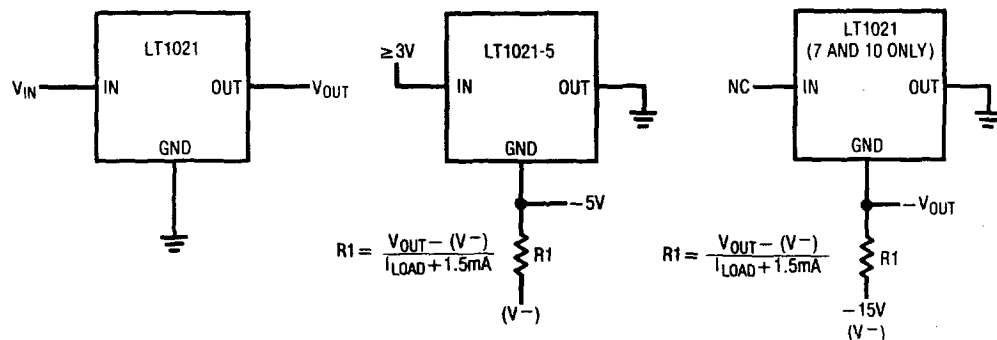 LT1021
V_IN
IN
OUT
V_OUT
GND
LT1021-5
≥3V
IN
OUT
GND
−5V
R1 = V_OUT − (V−) / I_LOAD + 1.5mA
R1
(V−)
LT1021
(7 AND 10 ONLY)
NC
IN
OUT
GND
−V_OUT
R1 = V_OUT − (V−) / I_LOAD + 1.5mA
R1
−15V
(V−)